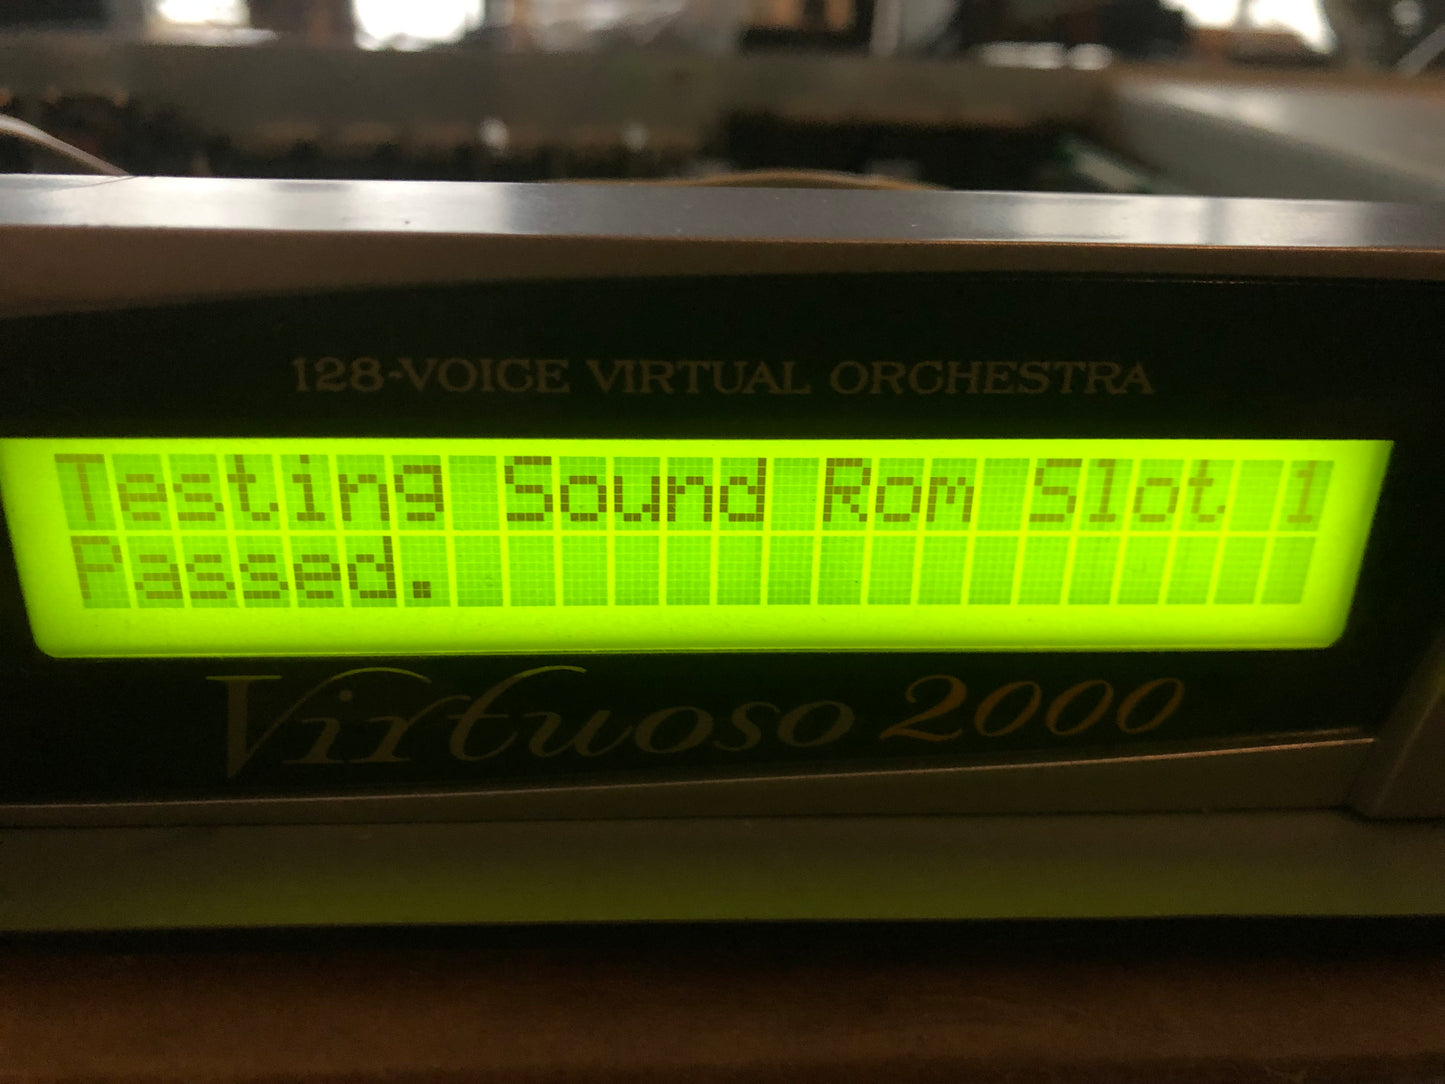 128-VOICE VIRTUAL ORCHESTRA
Testing Sound Rom Slot 1
Passed.
Virtuoso 2000